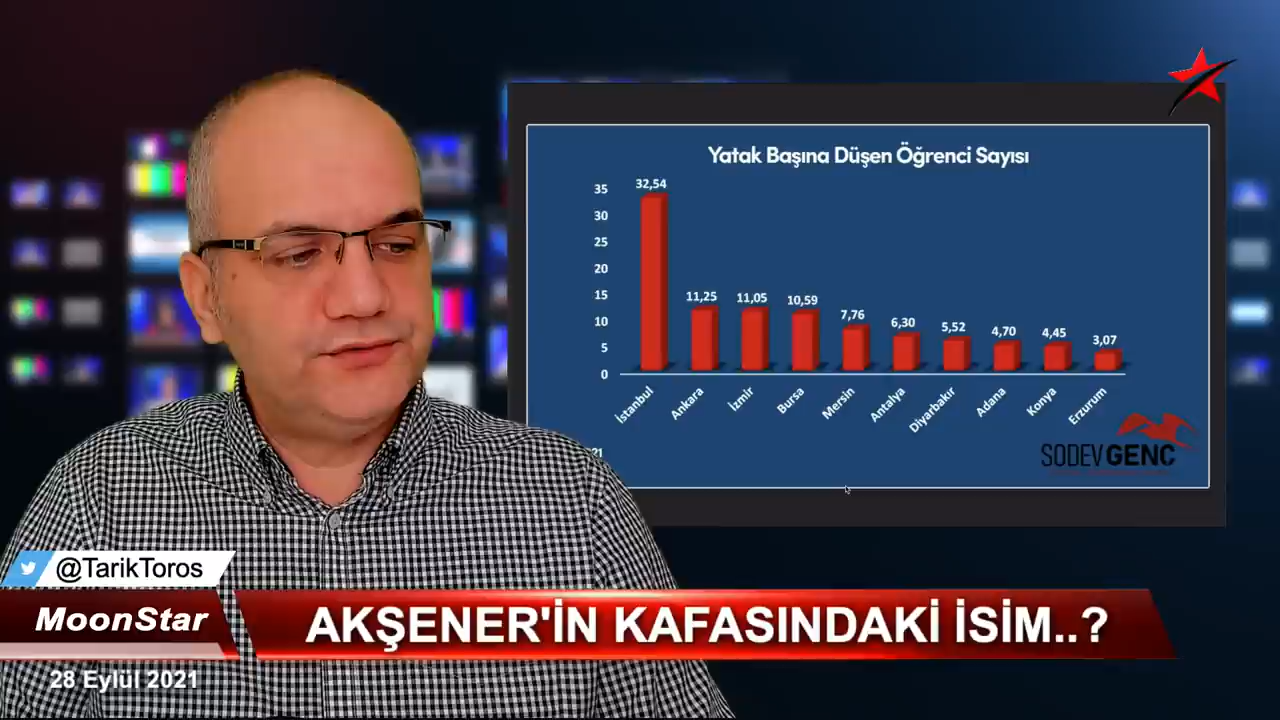 Yatak Başına Düşen Öğrenci Sayısı
35
30
25
20
15
10
5
0
32,54
11,25
11,05
10,59
7,76
6,30
5,52
4,70
4,45
3,07
İstanbul
Ankara
İzmir
Bursa
Mersin
Antalya
Diyarbakır
Adana
Konya
Erzurum
21
SODEVGENC
@TarikToros
MoonStar
AKŞENER'İN KAFASINDAKİ İSİM..?
28 Eylül 2021